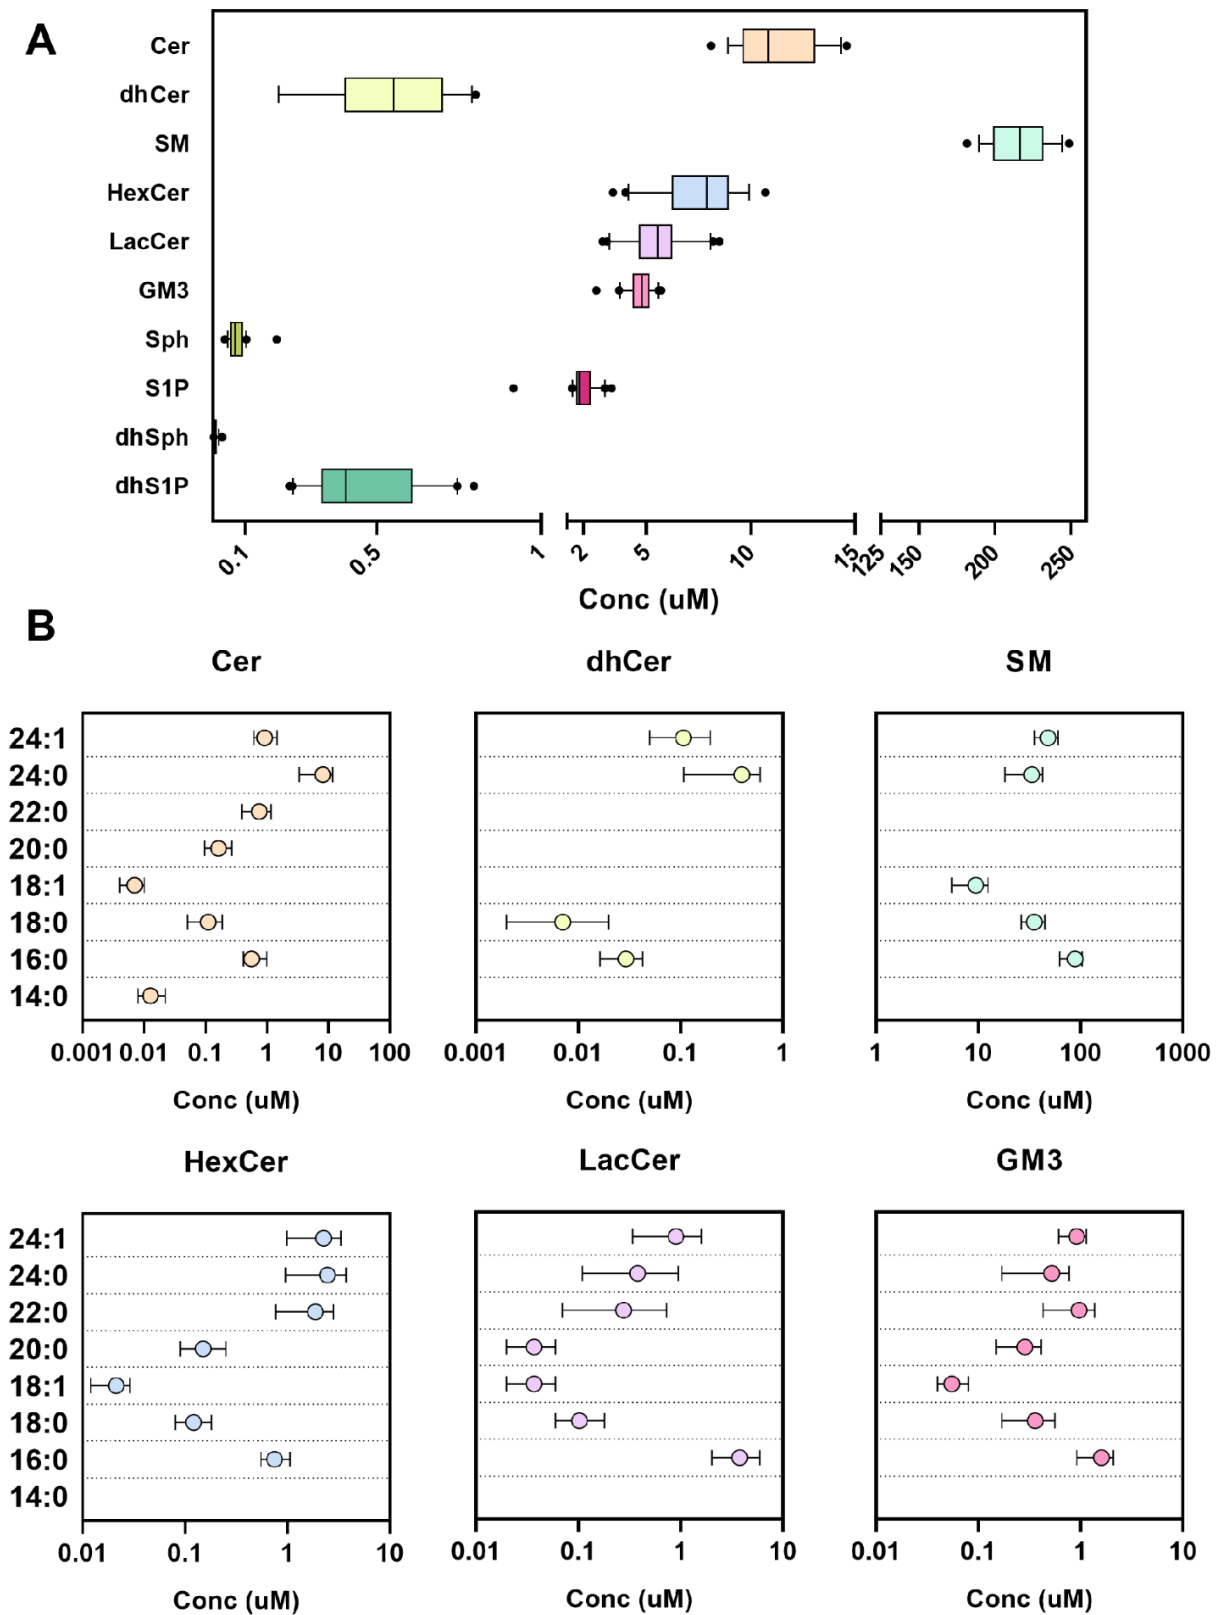 A
Cer
dhCer
SM
HexCer
LacCer
GM3
Sph
S1P
dhSph
dhS1P
0.1 0.5 1 2 5 10 15 125 150 200 250
Conc (uM)
B
Cer dhCer SM
24:1
24:0
22:0
20:0
18:1
18:0
16:0
14:0
0.001 0.01 0.1 1 10 100 0.001 0.01 0.1 1 1 10 100 1000
Conc (uM) Conc (uM) Conc (uM)
HexCer LacCer GM3
24:1
24:0
22:0
20:0
18:1
18:0
16:0
14:0
0.01 0.1 1 10 0.01 0.1 1 10 0.01 0.1 1 10
Conc (uM) Conc (uM) Conc (uM)